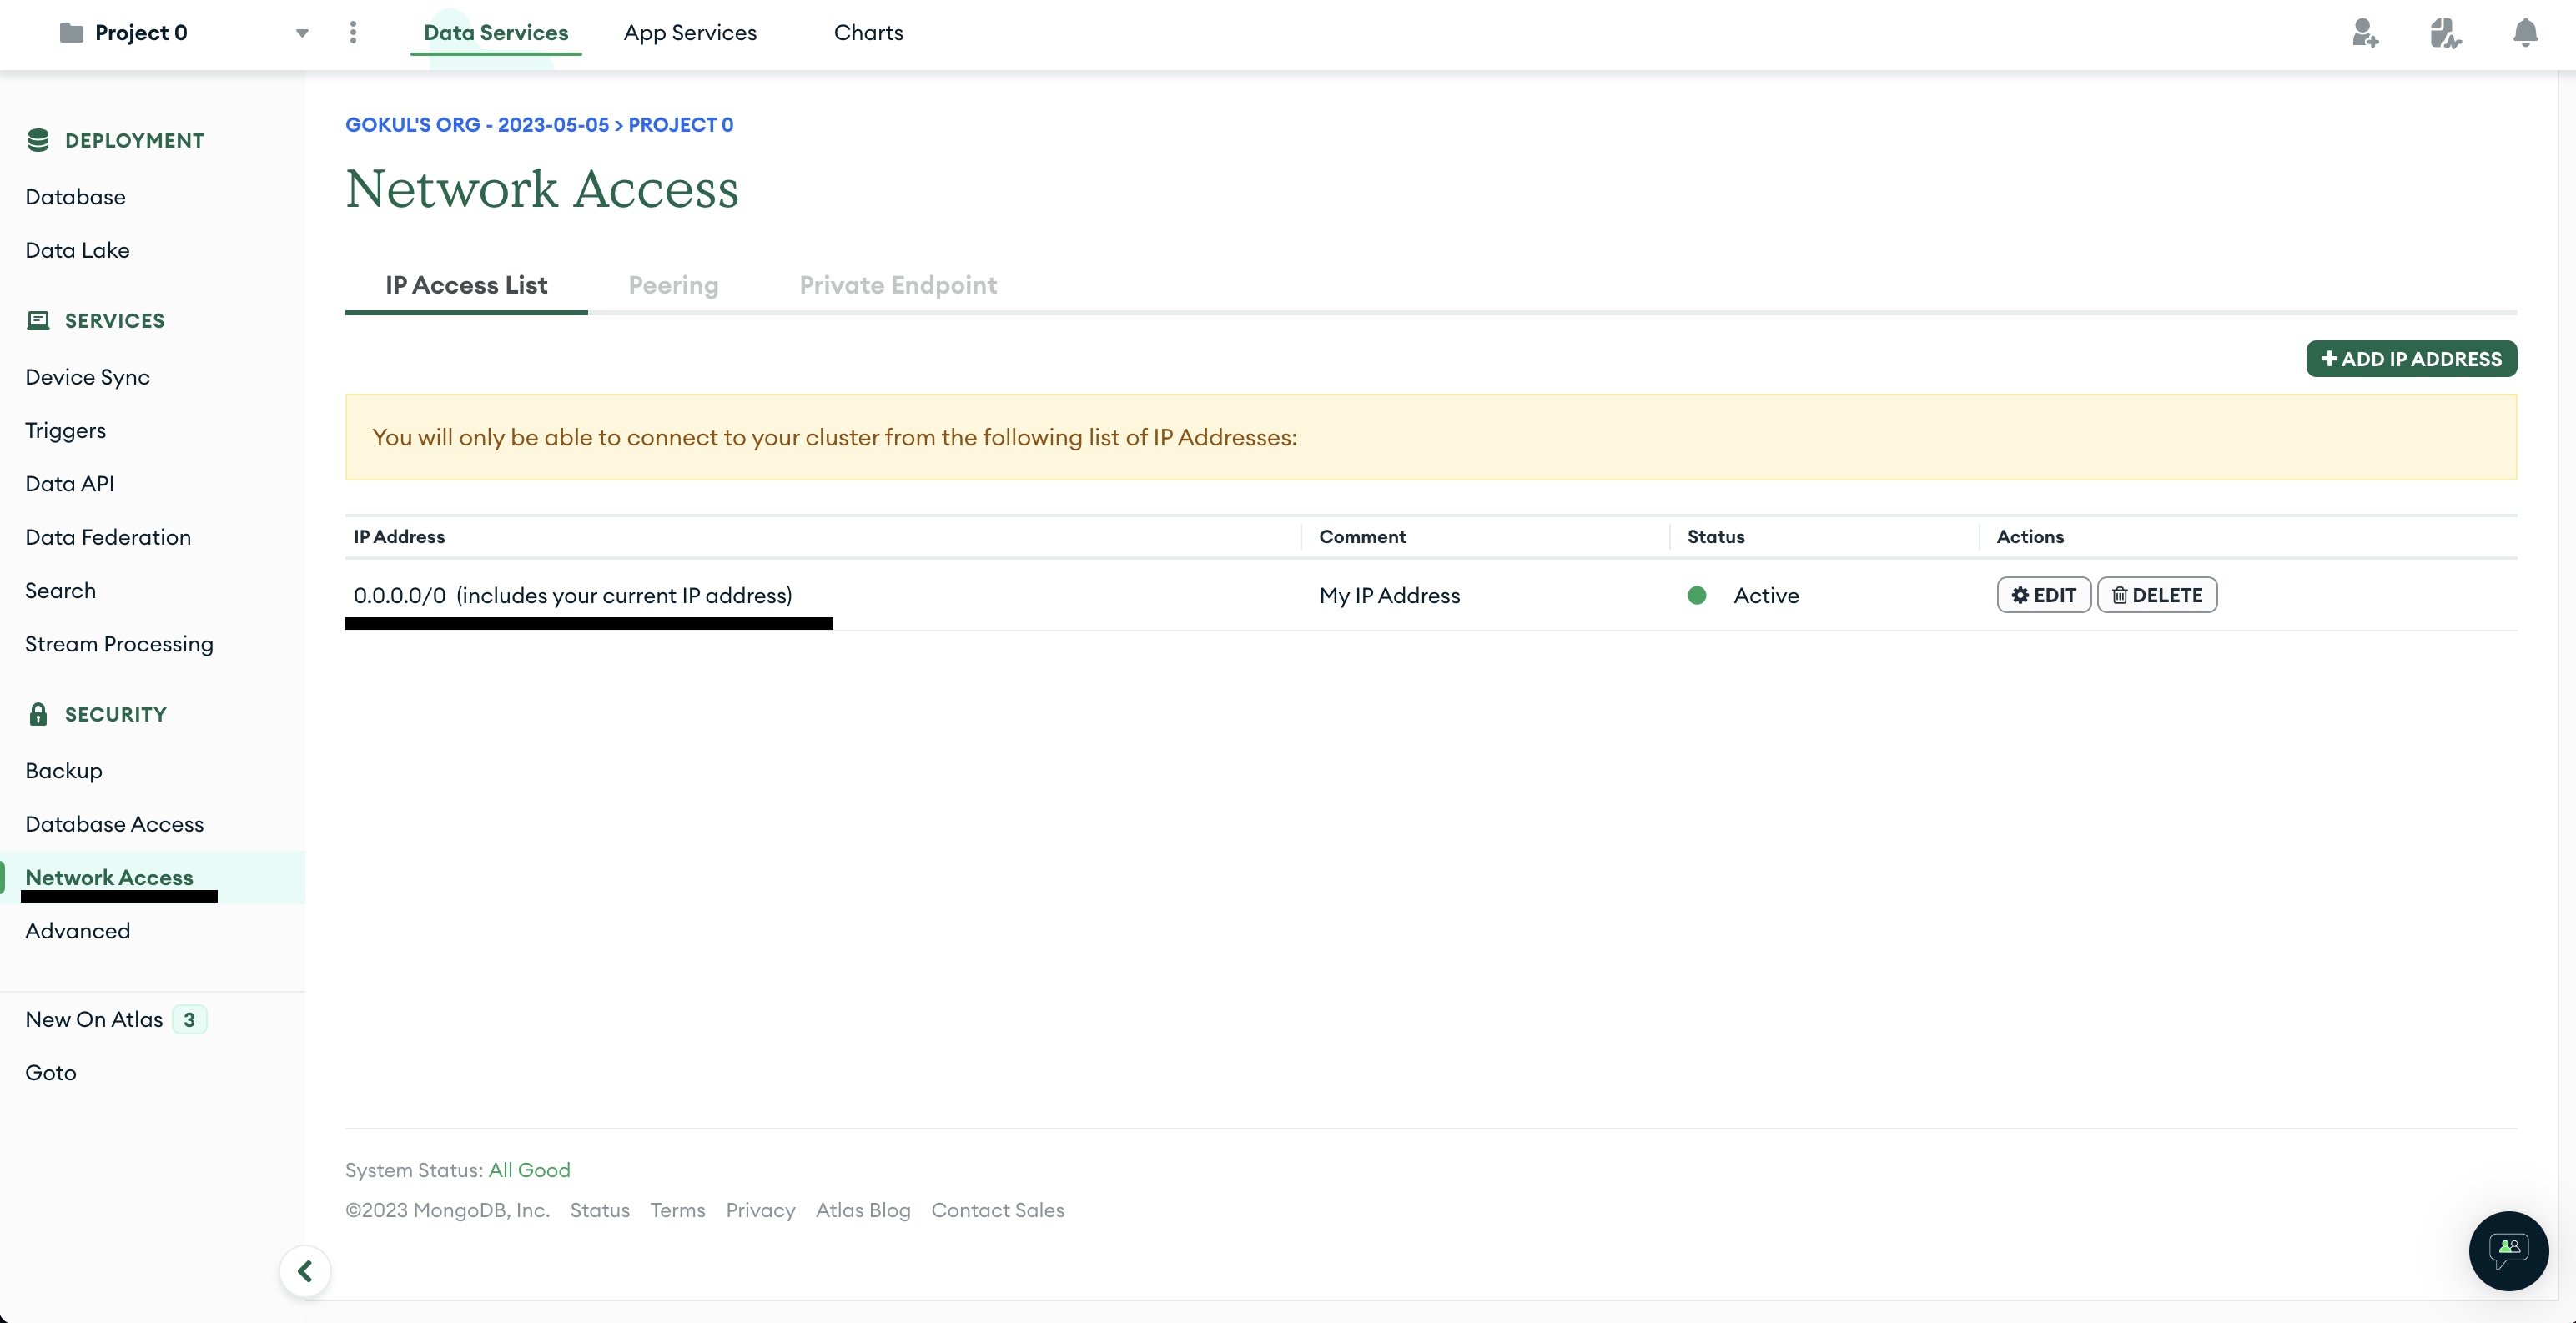 Project 0
Data Services
App Services
Charts
DEPLOYMENT
Database
Data Lake
SERVICES
Device Sync
Triggers
Data API
Data Federation
Search
Stream Processing
SECURITY
Backup
Database Access
Network Access
Advanced
New On Atlas 3
Goto
GOKUL'S ORG - 2023-05-05 > PROJECT 0
Network Access
IP Access List
Peering
Private Endpoint
ADD IP ADDRESS
You will only be able to connect to your cluster from the following list of IP Addresses:
IP Address Comment Status Actions
0.0.0.0/0 (includes your current IP address) My IP Address Active EDIT DELETE
System Status: All Good
©2023 MongoDB, Inc. Status Terms Privacy Atlas Blog Contact Sales